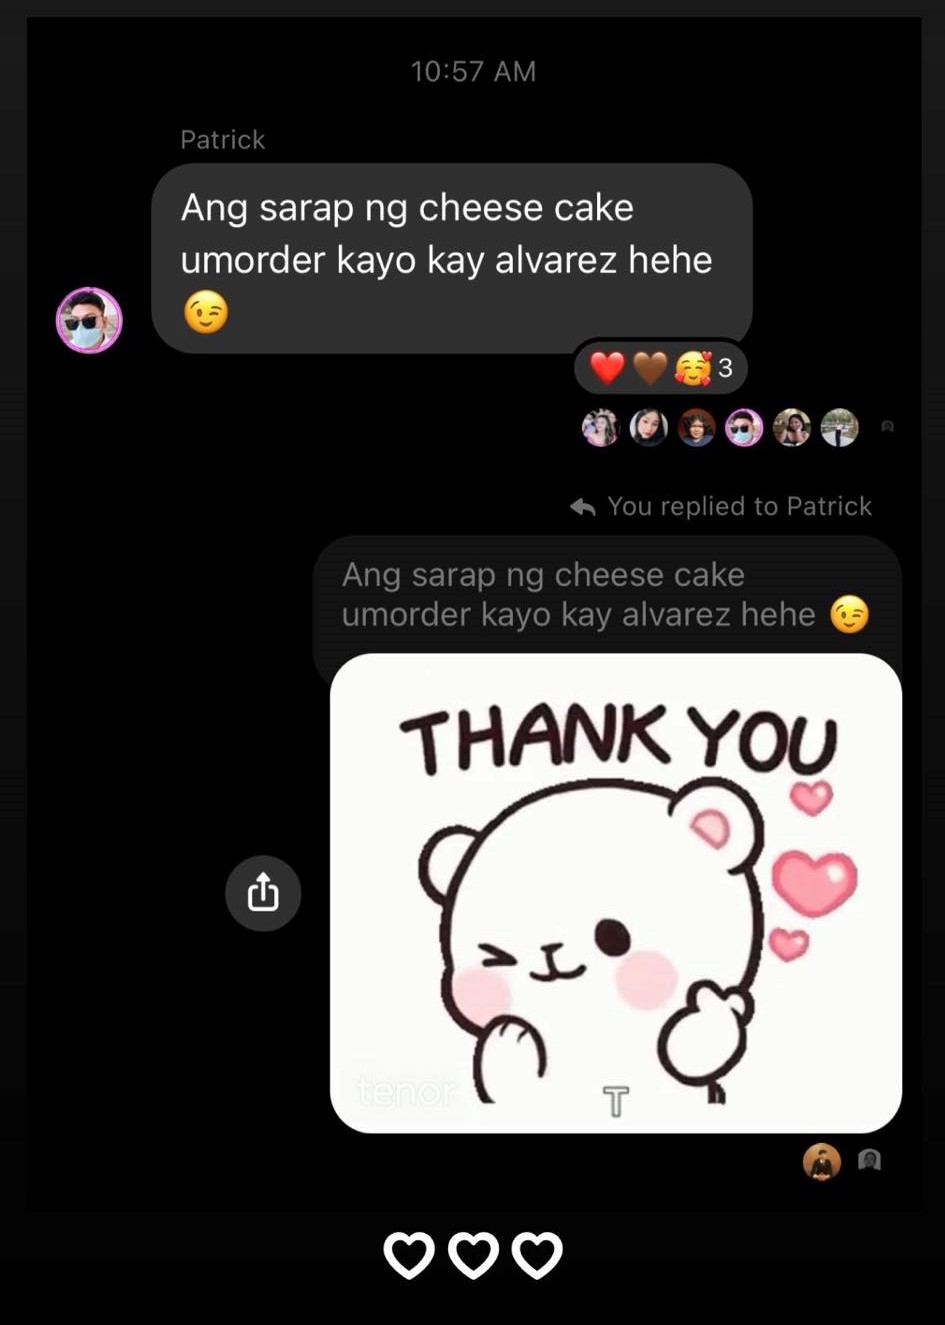 10:57 AM
Patrick
Ang sarap ng cheese cake
umorder kayo kay alvarez hehe
😉
❤️🤎🥰 3
You replied to Patrick
Ang sarap ng cheese cake
umorder kayo kay alvarez hehe 😉
THANK YOU
tenor
T